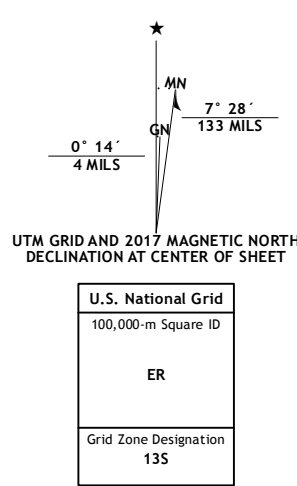 ★
MN
7° 28´
133 MILS
GN
0° 14´
4 MILS
UTM GRID AND 2017 MAGNETIC NORTH
DECLINATION AT CENTER OF SHEET
U.S. National Grid
100,000-m Square ID
ER
Grid Zone Designation
13S